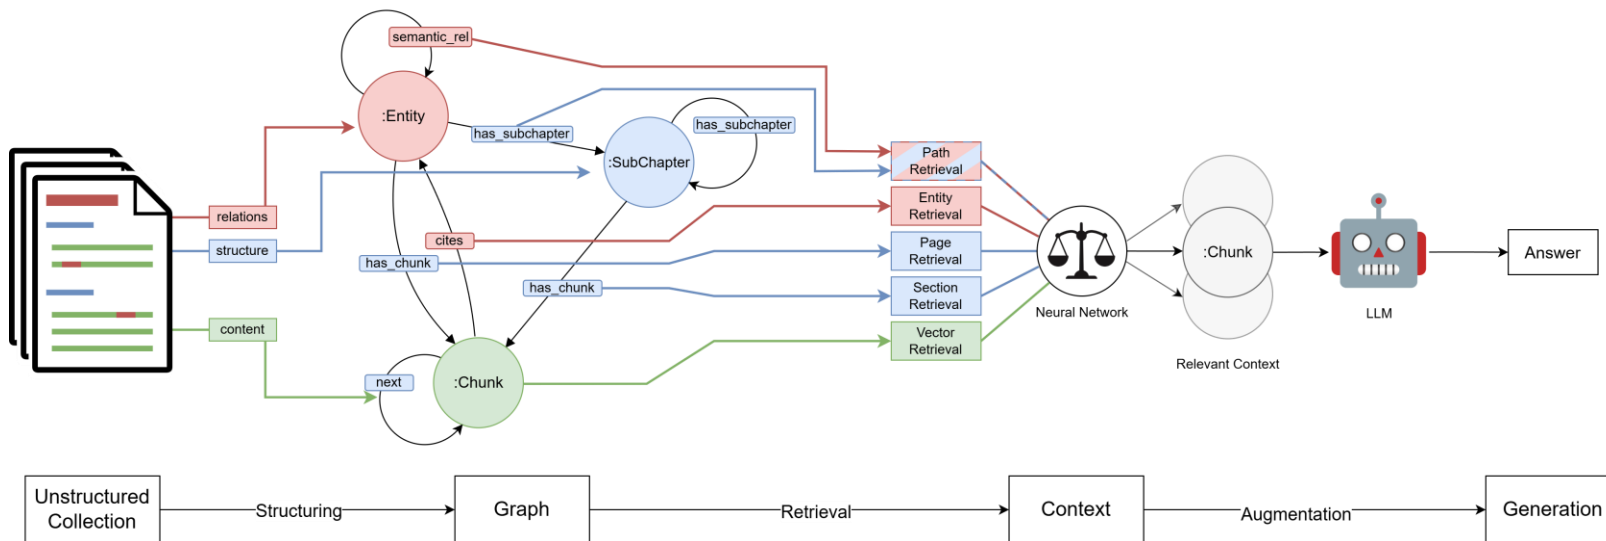 semantic_rel
:Entity
has_subchapter
has_subchapter
:SubChapter
relations
structure
cites
has_chunk
has_chunk
content
next
:Chunk
Path
Retrieval
Entity
Retrieval
Page
Retrieval
Section
Retrieval
Vector
Retrieval
Neural Network
:Chunk
Relevant Context
LLM
Answer
Unstructured
Collection
Structuring
Graph
Retrieval
Context
Augmentation
Generation